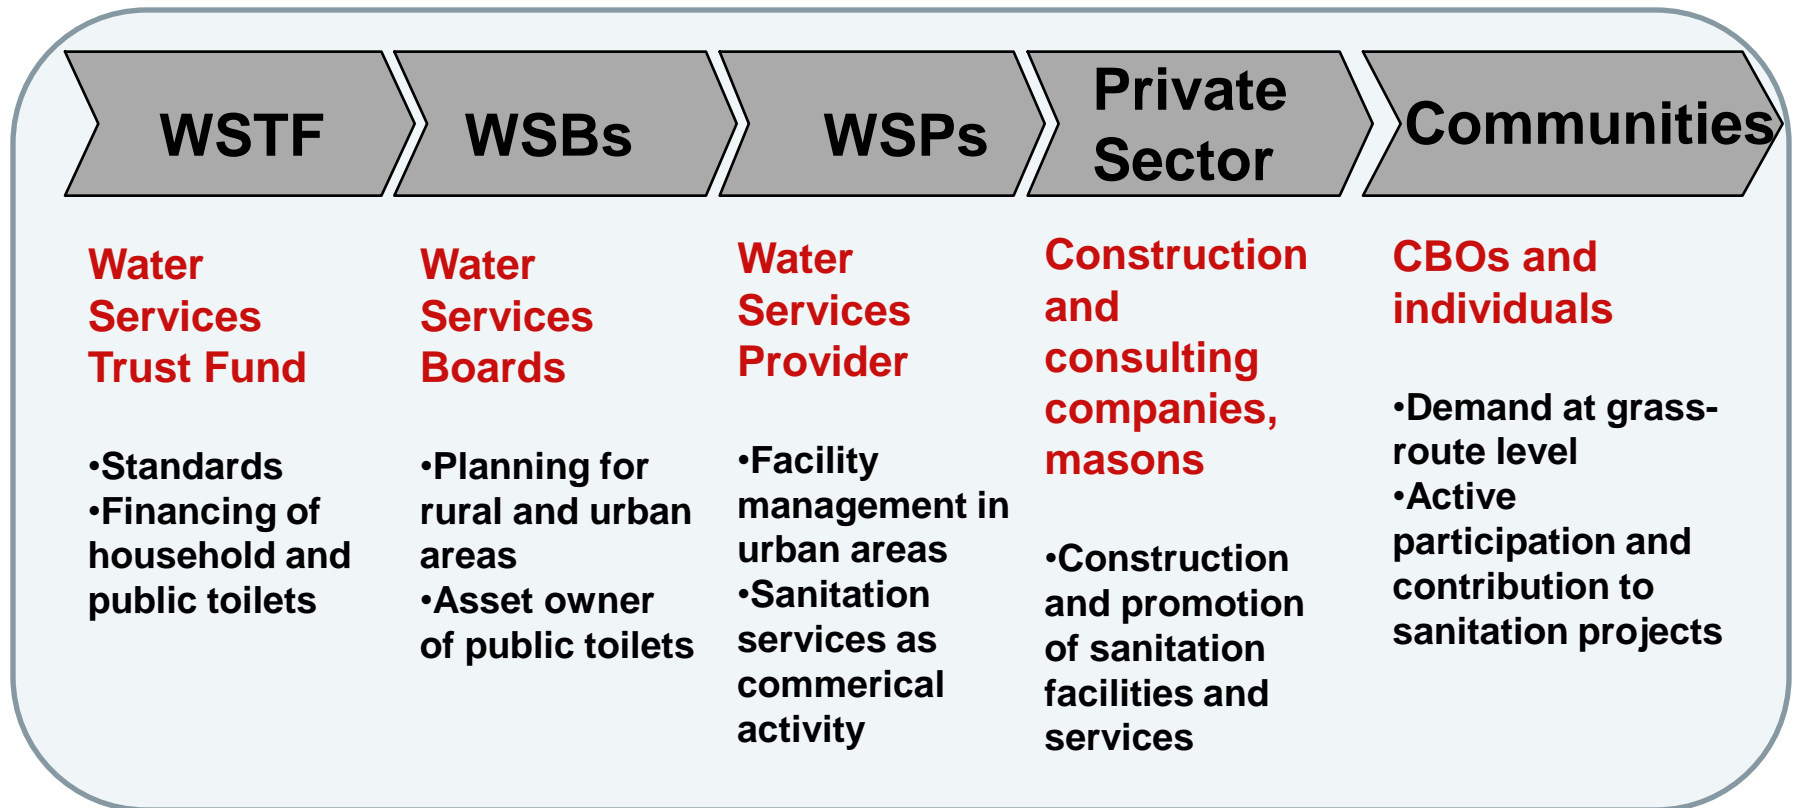 WSTF
WSBs
WSPs
Private
Sector
Communities
Water
Services
Trust Fund
•Standards
•Financing of
household and
public toilets
Water
Services
Boards
•Planning for
rural and urban
areas
•Asset owner
of public toilets
Water
Services
Provider
•Facility
management in
urban areas
•Sanitation
services as
commerical
activity
Construction
and
consulting
companies,
masons
•Construction
and promotion
of sanitation
facilities and
services
CBOs and
individuals
•Demand at grass-
route level
•Active
participation and
contribution to
sanitation projects